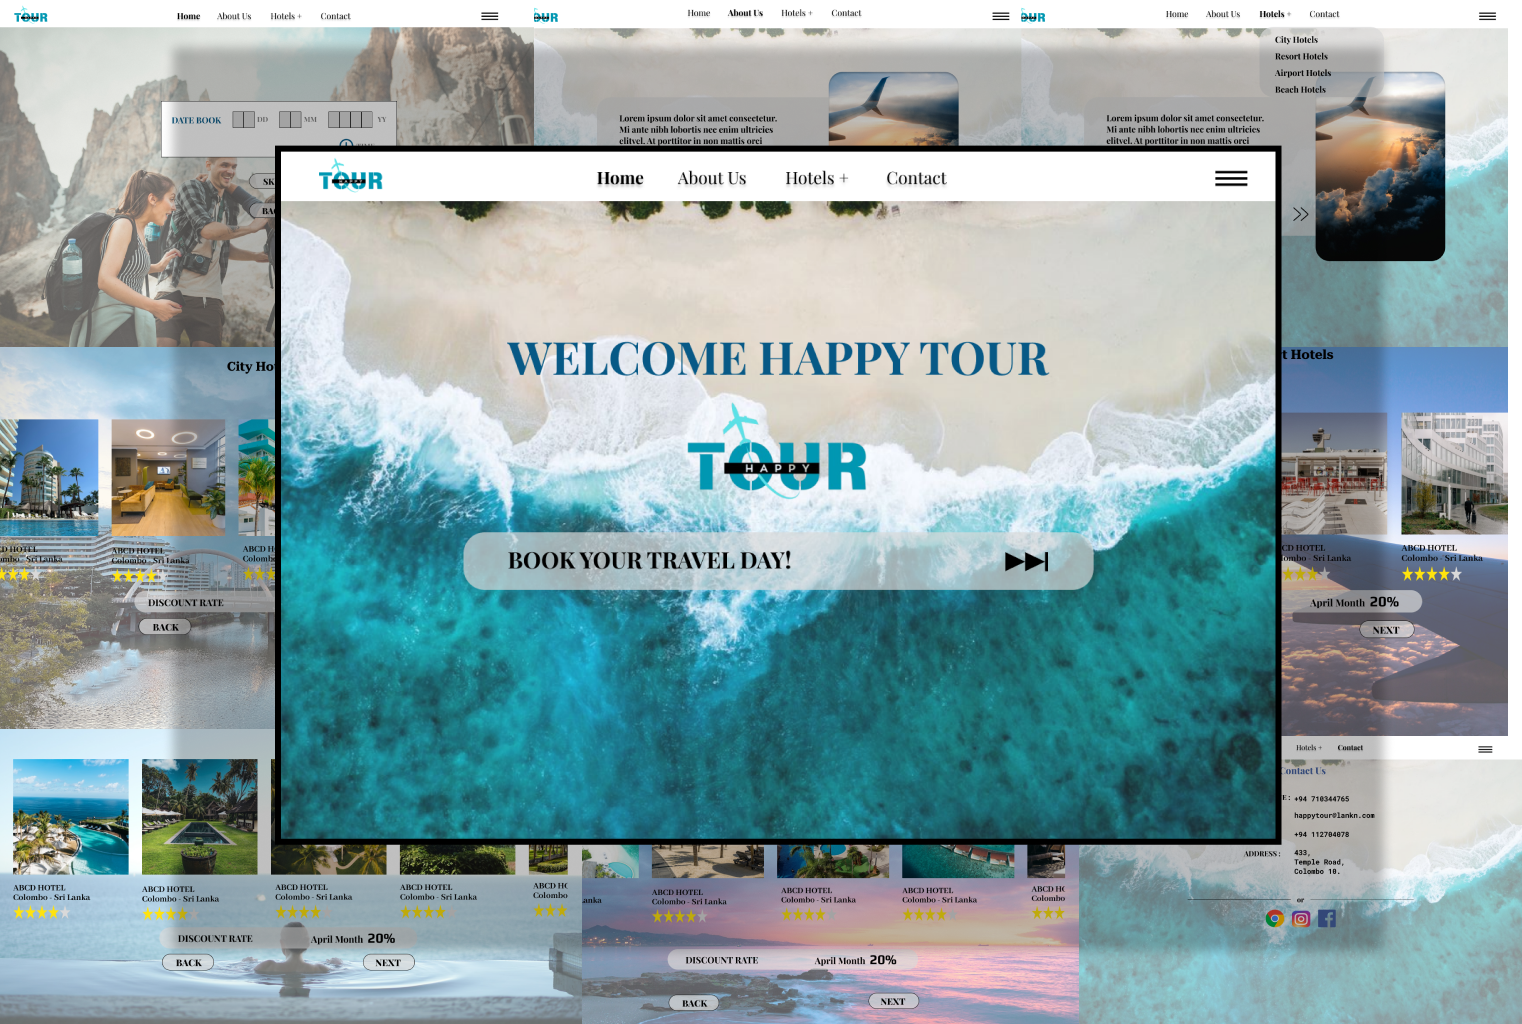 TOUR
HAPPY
Home About Us Hotels + Contact
OUR
Home About Us Hotels + Contact
OUR
Home About Us Hotels + Contact
City Hotels
Resort Hotels
Airport Hotels
Beach Hotels
DATE BOOK DD MM YY
Lorem ipsum dolor sit amet consectetur.
Mi ante nibh lobortis nec enim ultricies
elitvel. At porttitor in non mattis orci
Lorem ipsum dolor sit amet consectetur.
Mi ante nibh lobortis nec enim ultricies
elitvel. At porttitor in non mattis orci
SK
BA
TOUR
HAPPY
Home About Us Hotels + Contact
WELCOME HAPPY TOUR
TOUR
HAPPY
BOOK YOUR TRAVEL DAY!
City Ho
t Hotels
D HOTEL
ombo - Sri Lanka
ABCD HOTEL
Colombo - Sri Lanka
ABCD H
Colomb
DISCOUNT RATE
BACK
CD HOTEL
olombo - Sri Lanka
ABCD HOTEL
Colombo - Sri Lanka
April Month 20%
NEXT
ABCD HOTEL
Colombo - Sri Lanka
ABCD HOTEL
Colombo - Sri Lanka
ABCD HOTEL
Colombo - Sri Lanka
ABCD HOTEL
Colombo - Sri Lanka
ABCD HO
Colombo
DISCOUNT RATE April Month 20%
BACK NEXT
anka
ABCD HOTEL
Colombo - Sri Lanka
ABCD HOTEL
Colombo - Sri Lanka
ABCD HOTEL
Colombo - Sri Lanka
ABCD HO
Colombo
DISCOUNT RATE April Month 20%
BACK NEXT
Hotels + Contact
Contact Us
E : +94 710344765
happytour@lankn.com
+94 112704078
ADDRESS : 433,
Temple Road,
Colombo 10.
or